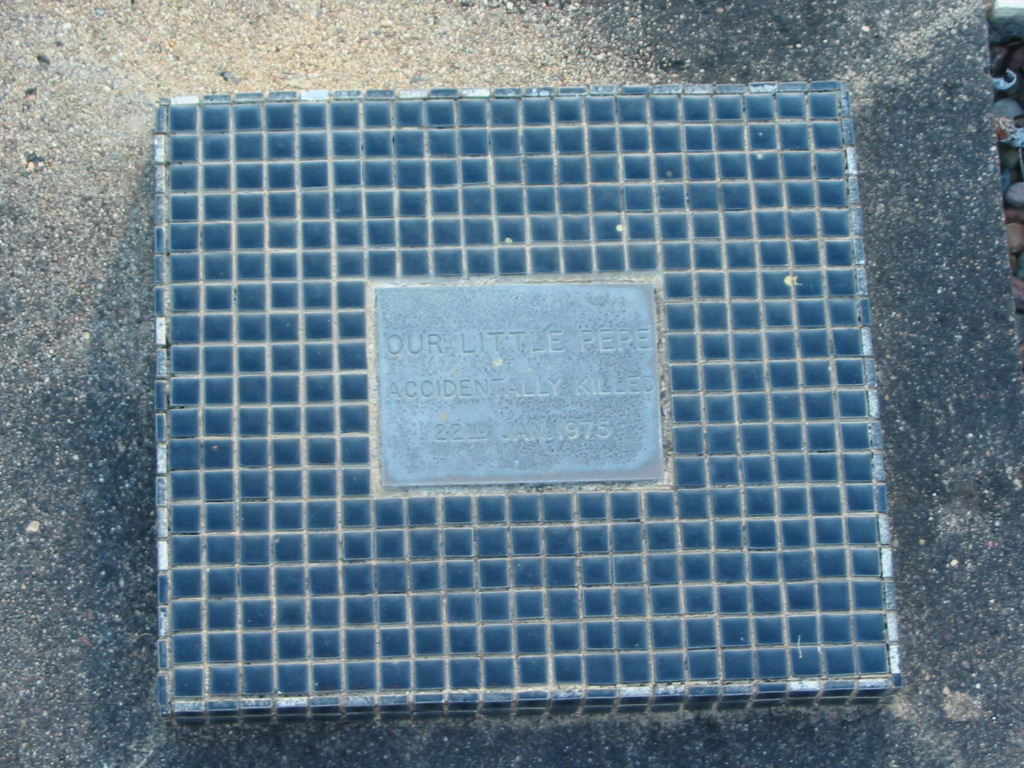 OUR LITTLE PERE
ACCIDENTALLY KILLED
22ND JAN. 1975